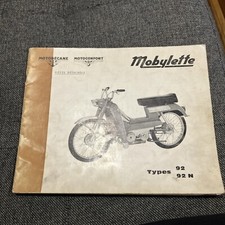 MOTOBECANE MOTOCONFORT
Mobylette
Types 92
92 N